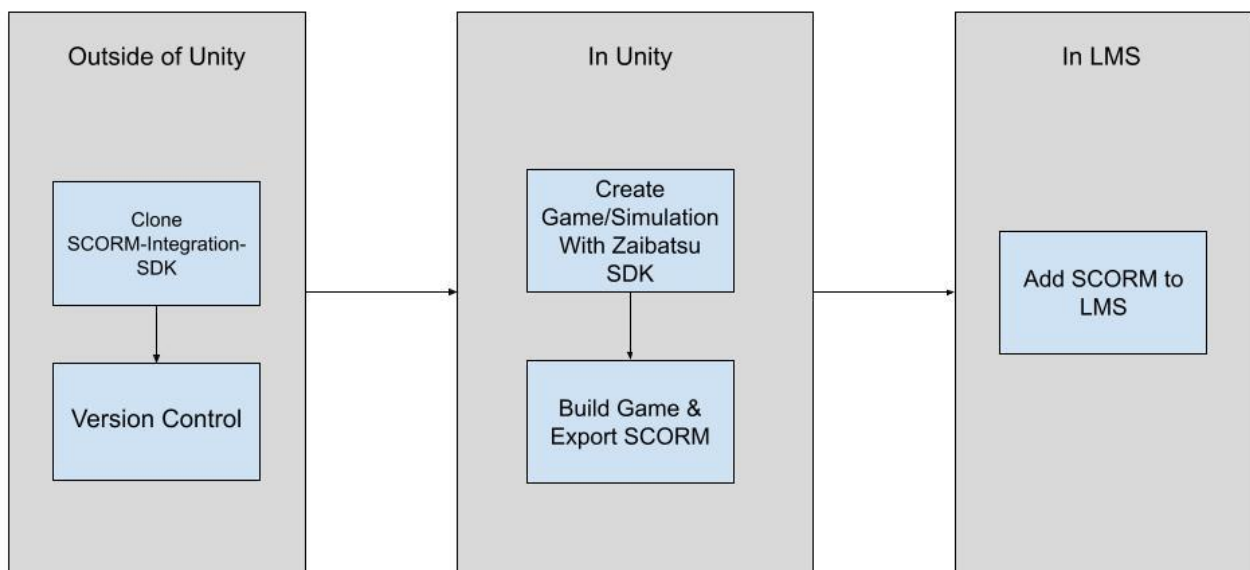 Outside of Unity
Clone
SCORM-Integration-
SDK
Version Control
In Unity
Create
Game/Simulation
With Zaibatsu
SDK
Build Game &
Export SCORM
In LMS
Add SCORM to
LMS